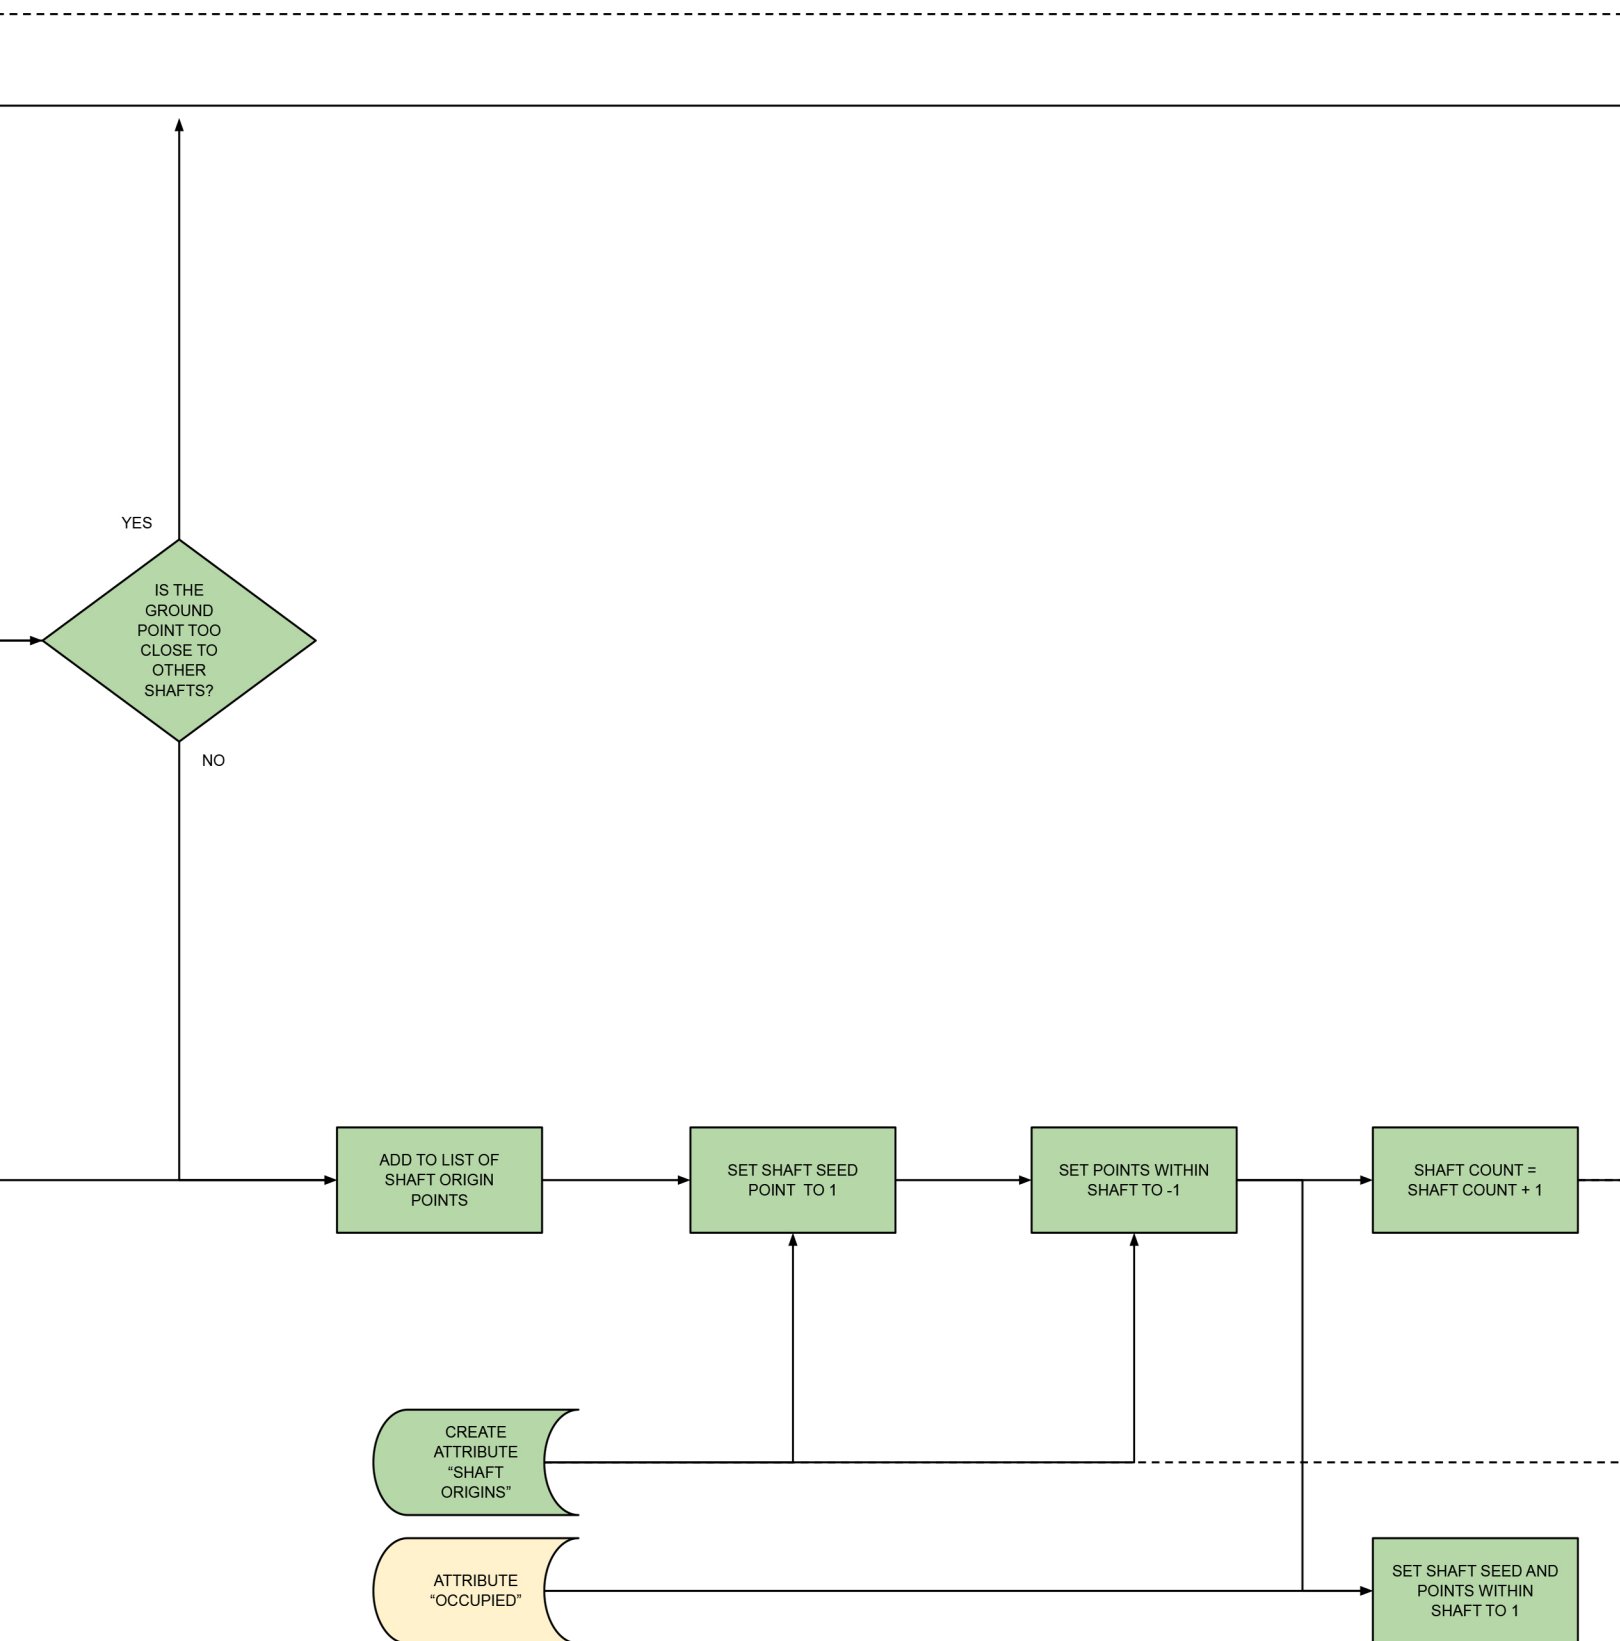 YES
IS THE
GROUND
POINT TOO
CLOSE TO
OTHER
SHAFTS?
NO
ADD TO LIST OF
SHAFT ORIGIN
POINTS
SET SHAFT SEED
POINT  TO 1
SET POINTS WITHIN
SHAFT TO -1
SHAFT COUNT =
SHAFT COUNT + 1
CREATE
ATTRIBUTE
“SHAFT
ORIGINS”
ATTRIBUTE
“OCCUPIED”
SET SHAFT SEED AND
POINTS WITHIN
SHAFT TO 1